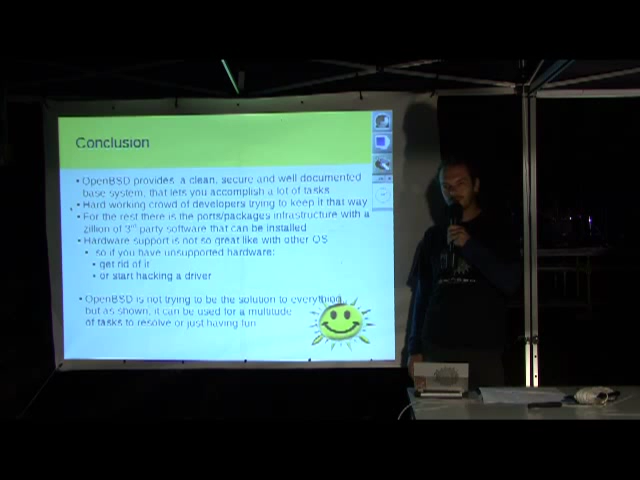 Conclusion
• OpenBSD provides a clean, secure and well documented
base system, that lets you accomplish a lot of tasks
• Hard working crowd of developers trying to keep it that way
• For the rest there is the ports/packages infrastructure with a
zillion of 3rd party software that can be installed
• Hardware support is not so great like with other OS
• so if you have unsupported hardware:
• get rid of it
• or start hacking a driver
• OpenBSD is not trying to be the solution to everything,
but as shown, it can be used for a multitude
of tasks to resolve or just having fun